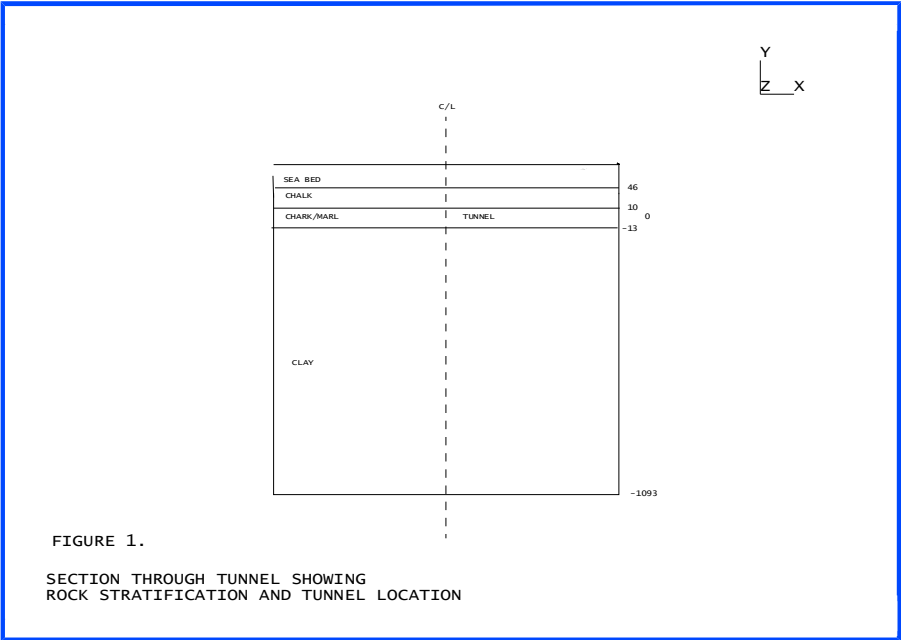 Y
Z X
C/L
SEA BED
46
CHALK
10
CHARK/MARL TUNNEL 0
-13
CLAY
-1093
FIGURE 1.
SECTION THROUGH TUNNEL SHOWING
ROCK STRATIFICATION AND TUNNEL LOCATION